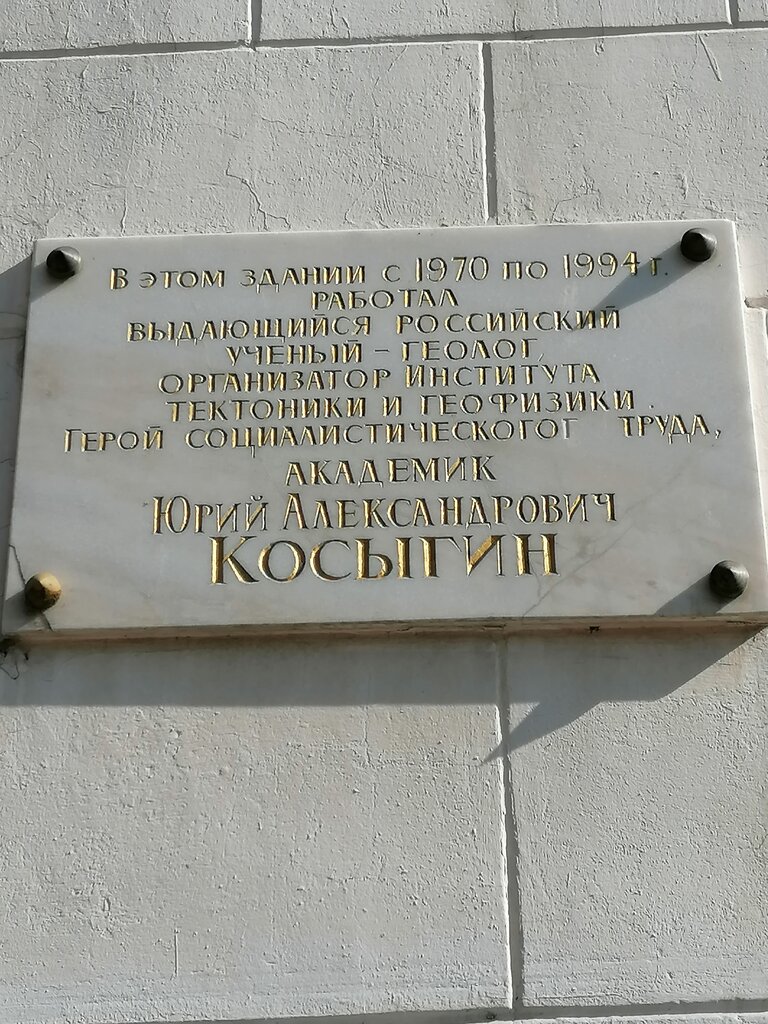 В этом здании с 1970 по 1994 г.
работал
выдающийся российский
ученый - геолог,
организатор Института
тектоники и геофизики.
Герой социалистическогог труда,
академик
Юрий Александрович
КОСЫГИН